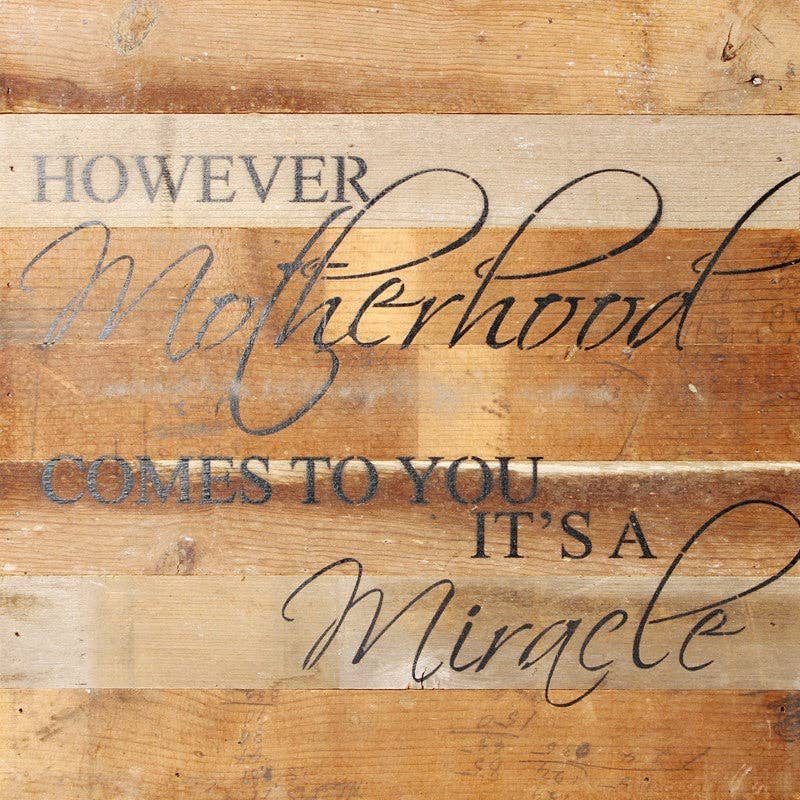 HOWEVER
Motherhood
COMES TO YOU
IT'S A
Miracle